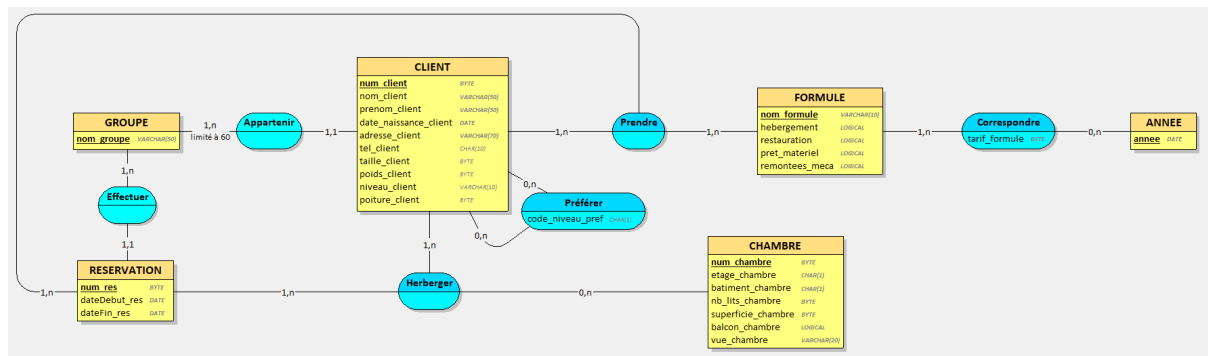 CLIENT
num_client BYTE
nom_client VARCHAR(50)
prenom_client VARCHAR(50)
date_naissance_client DATE
adresse_client VARCHAR(70)
tel_client CHAR(10)
taille_client BYTE
poids_client BYTE
niveau_client VARCHAR(10)
poiture_client BYTE
GROUPE
nom_groupe VARCHAR(50)
1,n
limité à 60
Appartenir
1,1
1,n
Prendre
1,n
FORMULE
nom_formule VARCHAR(10)
hebergement LOGICAL
restauration LOGICAL
pret_materiel LOGICAL
remontees_meca LOGICAL
1,n
Correspondre
tarif_formule BYTE
0,n
ANNEE
annee DATE
1,n
Effectuer
1,1
0,n
Préférer
code_niveau_pref CHAR(1)
0,n
RESERVATION
num_res BYTE
dateDebut_res DATE
dateFin_res DATE
1,n
1,n
1,n
Herberger
0,n
CHAMBRE
num_chambre BYTE
etage_chambre CHAR(1)
batiment_chambre CHAR(1)
nb_lits_chambre BYTE
superficie_chambre BYTE
balcon_chambre LOGICAL
vue_chambre VARCHAR(20)